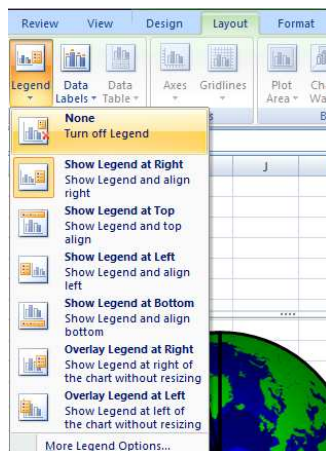 Review View Design Layout Format
Legend Data Labels Data Table Axes Gridlines Plot Area
None
Turn off Legend
Show Legend at Right
Show Legend and align
right
J
Show Legend at Top
Show Legend and top
align
Show Legend at Left
Show Legend and align
left
Show Legend at Bottom
Show Legend and align
bottom
Overlay Legend at Right
Show Legend at right of
the chart without resizing
Overlay Legend at Left
Show Legend at left of
the chart without resizing
More Legend Options...